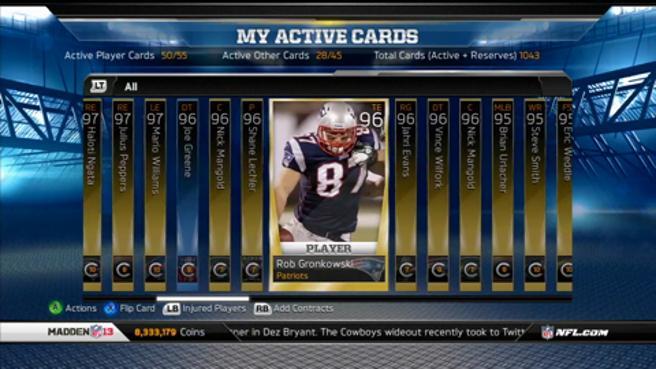 MY ACTIVE CARDS
Active Player Cards 50/55 Active Other Cards 28/45 Total Cards (Active + Reserves) 1043
LT All
RE 97 Haloti Ngata
RE 97 Julius Peppers
LE 97 Mario Williams
DT 96 Joe Greene
C 96 Nick Mangold
P 96 Shane Lechler
TE 96
87
PLAYER
Rob Gronkowski
Patriots
RG 96 Jahri Evans
DT 96 Vince Wilfork
C 96 Nick Mangold
MLB 95 Brian Urlacher
WR 95 Steve Smith
FS 95 Eric Weddle
A Actions X Flip Card LB Injured Players RB Add Contracts
MADDEN NFL 13 8,333,179 Coins ner in Dez Bryant. The Cowboys wideout recently took to Twitt NFL.COM